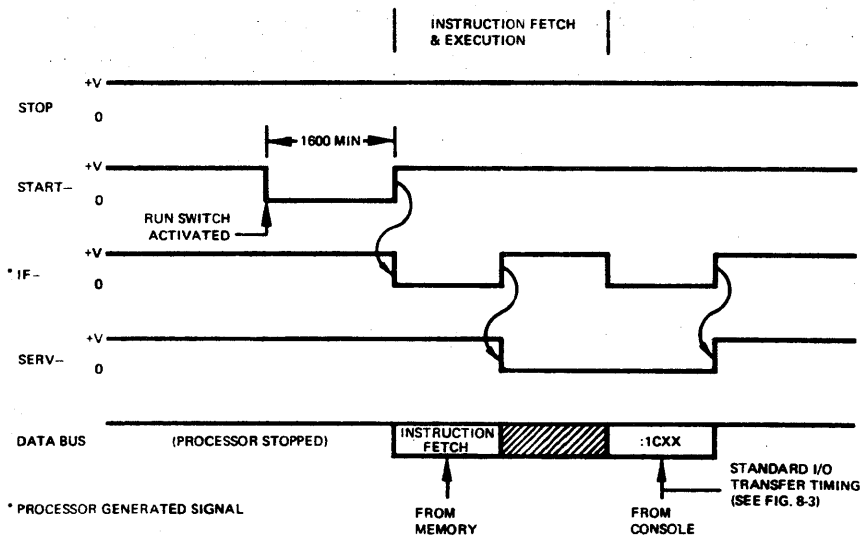 INSTRUCTION FETCH
& EXECUTION
+V
STOP
0
1600 MIN
+V
START–
0
RUN SWITCH
ACTIVATED
+V
* IF –
0
+V
SERV–
0
DATA BUS
(PROCESSOR STOPPED)
INSTRUCTION
FETCH
:1CXX
STANDARD I/O
TRANSFER TIMING
(SEE FIG. 8-3)
* PROCESSOR GENERATED SIGNAL
FROM
MEMORY
FROM
CONSOLE